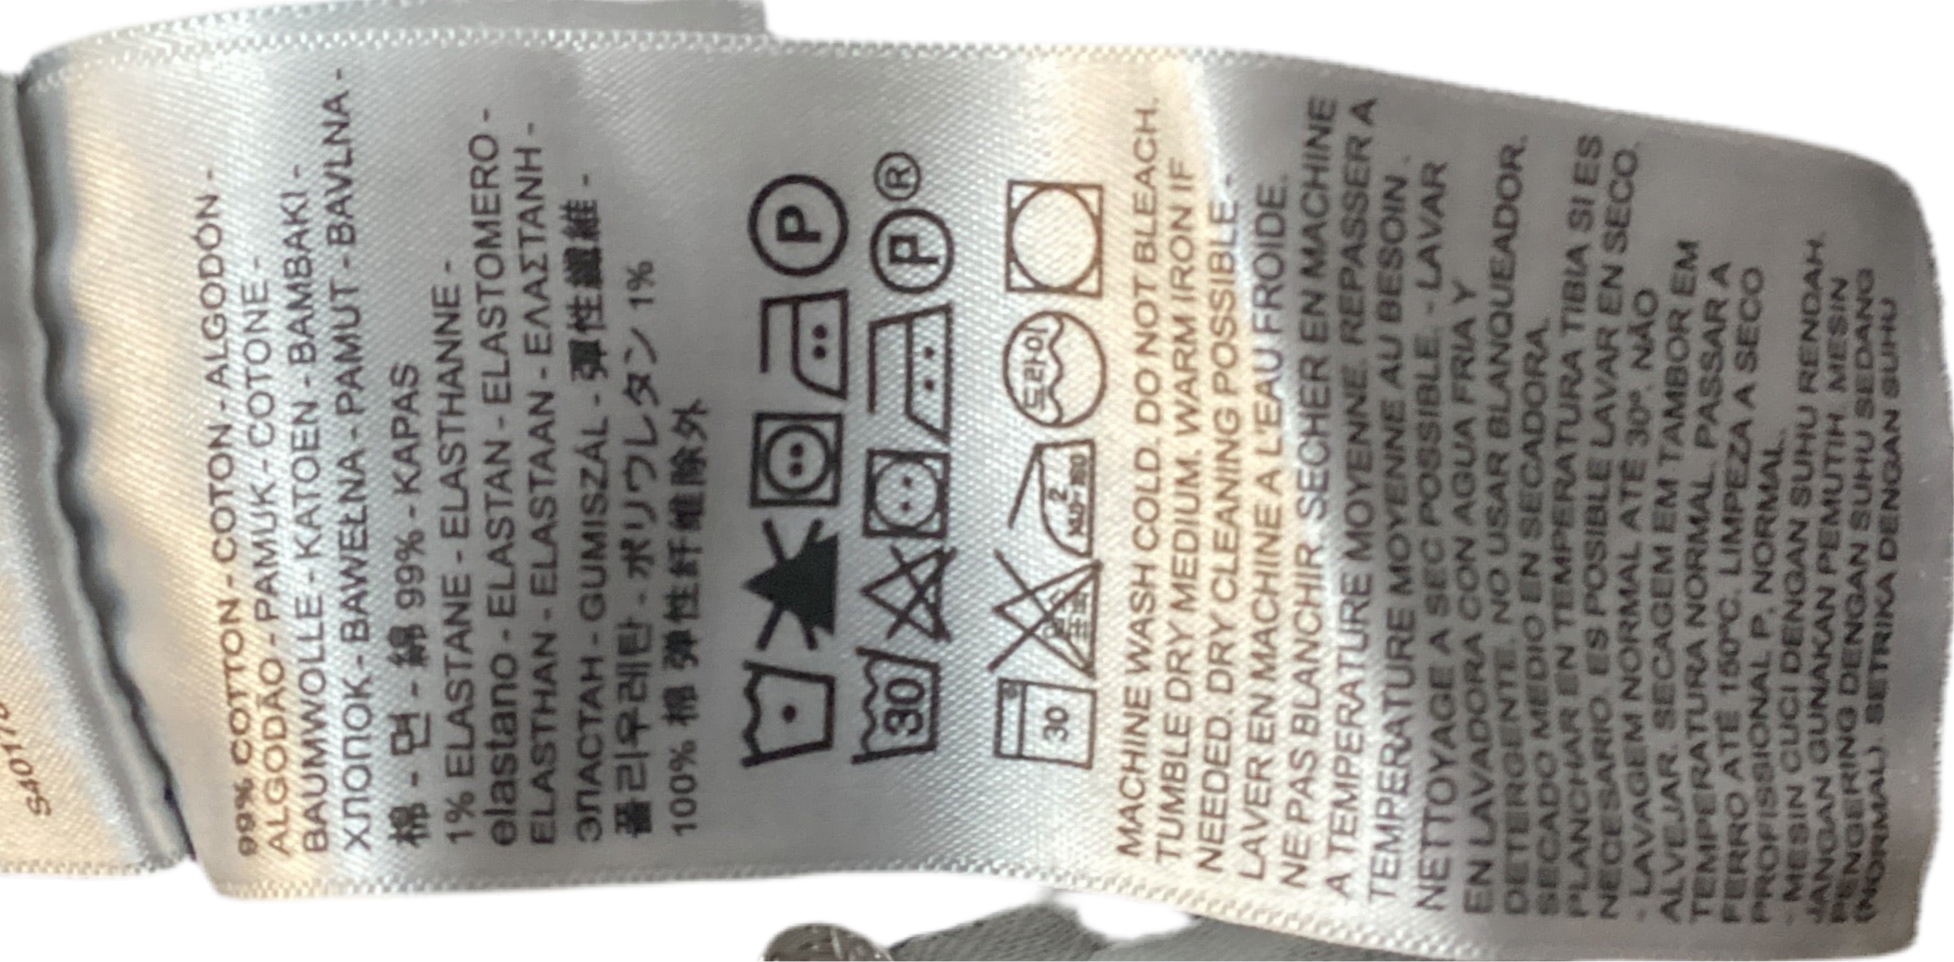 S4017
99% COTTON - COTON - ALGODÓN -
ALGODÃO - PAMUK - COTONE -
BAUMWOLLE - KATOEN - BAMBAKI -
ХЛОПОК - BAWEŁNA - PAMUT - BAVLNA -
棉 - 면 - 綿 99% - KAPAS
1% ELASTANE - ELASTHANNE -
elastano - ELASTAN - ELASTOMERO -
ELASTHAN - ELASTAAN - ΕΛΑΣΤΑΝΗ -
ЭЛАСТАН - GUMISZÁL - 彈性纖維 -
폴리우레탄 - ポリウレタン 1%
100% 棉 弹性纤维除外
P
30 P ®
30 2 드라이
MACHINE WASH COLD. DO NOT BLEACH.
TUMBLE DRY MEDIUM. WARM IRON IF
NEEDED. DRY CLEANING POSSIBLE. -
LAVER EN MACHINE A L'EAU FROIDE.
NE PAS BLANCHIR. SECHER EN MACHINE
A TEMPERATURE MOYENNE. REPASSER A
TEMPERATURE MOYENNE AU BESOIN.
NETTOYAGE A SEC POSSIBLE. - LAVAR
EN LAVADORA CON AGUA FRIA Y
DETERGENTE. NO USAR BLANQUEADOR.
SECADO MEDIO EN SECADORA.
PLANCHAR EN TEMPERATURA TIBIA SI ES
NECESARIO. ES POSIBLE LAVAR EN SECO.
- LAVAGEM NORMAL ATÉ 30º. NÃO
ALVEJAR. SECAGEM EM TAMBOR EM
TEMPERATURA NORMAL. PASSAR A
FERRO ATÉ 150ºC. LIMPEZA A SECO
PROFISSIONAL P, NORMAL.
- MESIN CUCI DENGAN SUHU RENDAH.
JANGAN GUNAKAN PEMUTIH. MESIN
PENGERING DENGAN SUHU SEDANG
(NORMAL). SETRIKA DENGAN SUHU